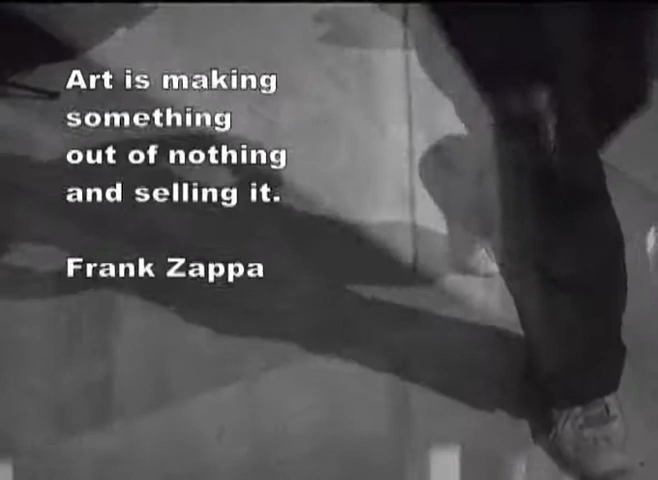 Art is making
something
out of nothing
and selling it.
Frank Zappa